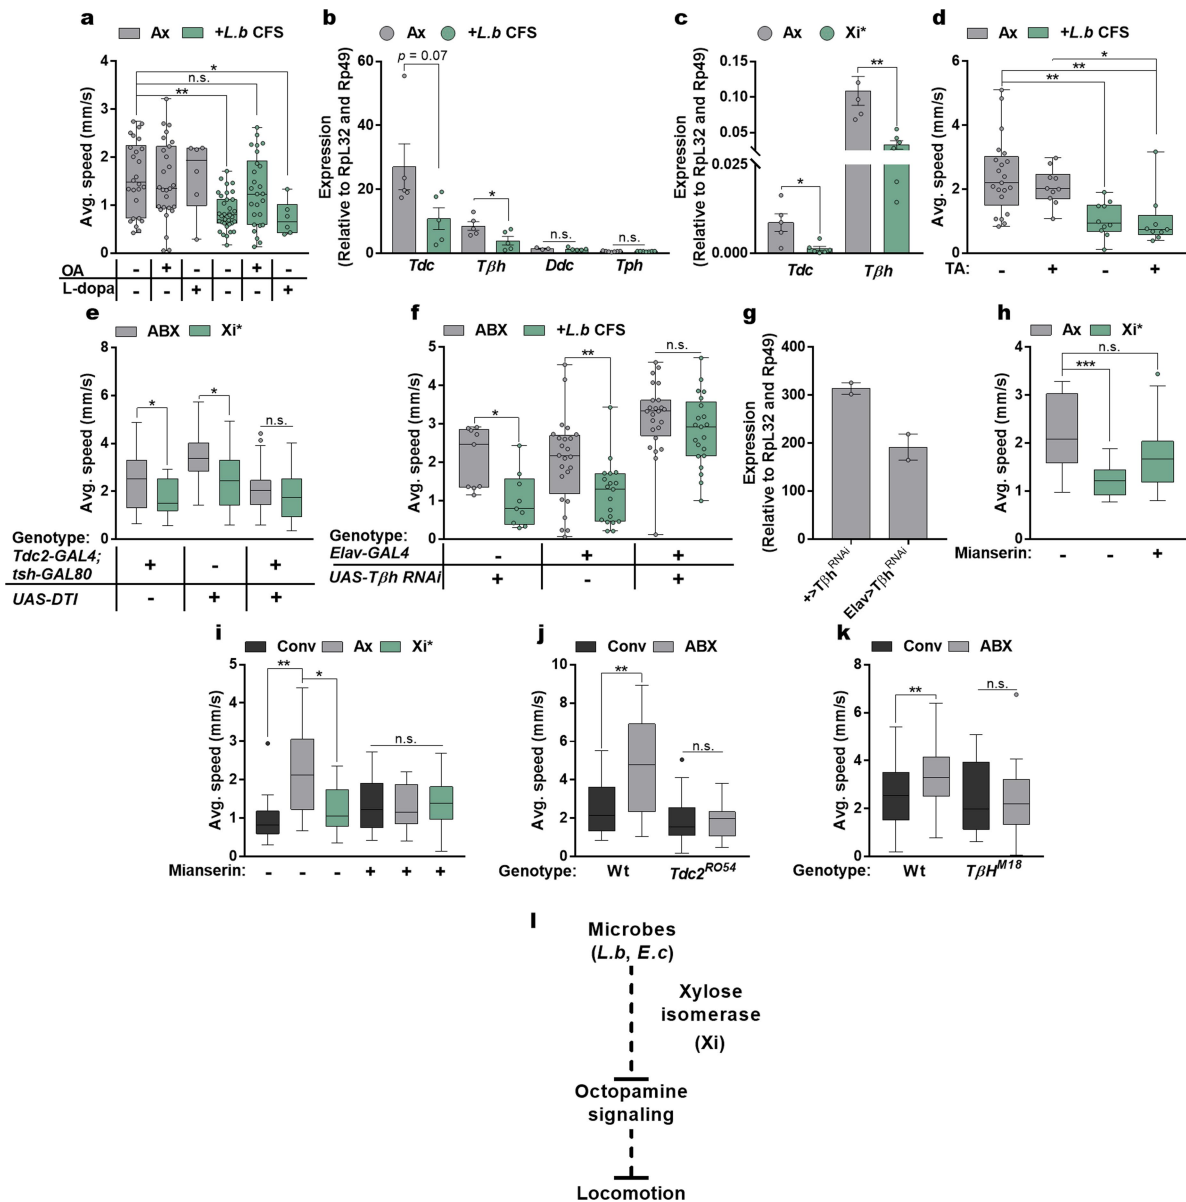 a
Ax +L.b CFS
Avg. speed (mm/s)
4
3
2
1
0
*
n.s.
**
OA - + - - + -
L-dopa - - + - - +
b
Ax +L.b CFS
Expression
(Relative to RpL32 and Rp49)
60
40
20
0
p = 0.07
*
n.s.
n.s.
Tdc Tβh Ddc Tph
c
Ax Xi*
Expression
(Relative to RpL32 and Rp49)
0.15
0.10
0.05
0.025
0.000
*
**
Tdc Tβh
d
Ax +L.b CFS
Avg. speed (mm/s)
6
4
2
0
*
**
**
TA: - + - +
e
ABX Xi*
Avg. speed (mm/s)
8
6
4
2
0
*
*
n.s.
Genotype:
Tdc2-GAL4;
tsh-GAL80
+ - +
UAS-DTI - + +
f
ABX +L.b CFS
Avg. speed (mm/s)
5
4
3
2
1
0
*
**
n.s.
Genotype:
Elav-GAL4 - + +
UAS-Tβh RNAi + - +
g
Expression
(Relative to RpL32 and Rp49)
400
300
200
100
0
+>TβhRNAi
Elav>TβhRNAi
h
Ax Xi*
Avg. speed (mm/s)
4
3
2
1
0
n.s.
***
Mianserin: - - +
i
Conv Ax Xi*
Avg. speed (mm/s)
5
4
3
2
1
0
**
*
n.s.
Mianserin: - - - + + +
j
Conv ABX
Avg. speed (mm/s)
10
8
6
4
2
0
**
n.s.
Genotype: Wt Tdc2RO54
k
Conv ABX
Avg. speed (mm/s)
8
6
4
2
0
**
n.s.
Genotype: Wt TβHM18
l
Microbes
(L.b, E.c)
Xylose
isomerase
(Xi)
Octopamine
signaling
Locomotion